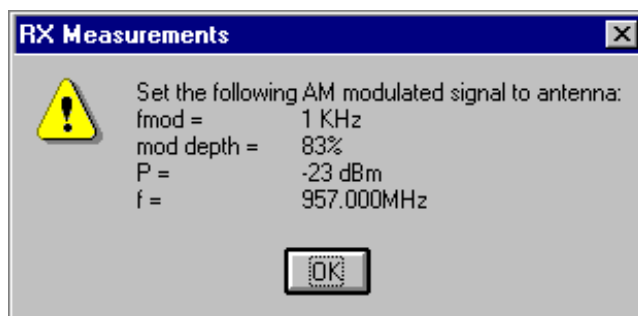 RX Measurements
Set the following AM modulated signal to antenna:
fmod = 1 KHz
mod depth = 83%
P = -23 dBm
f = 957.000MHz
OK